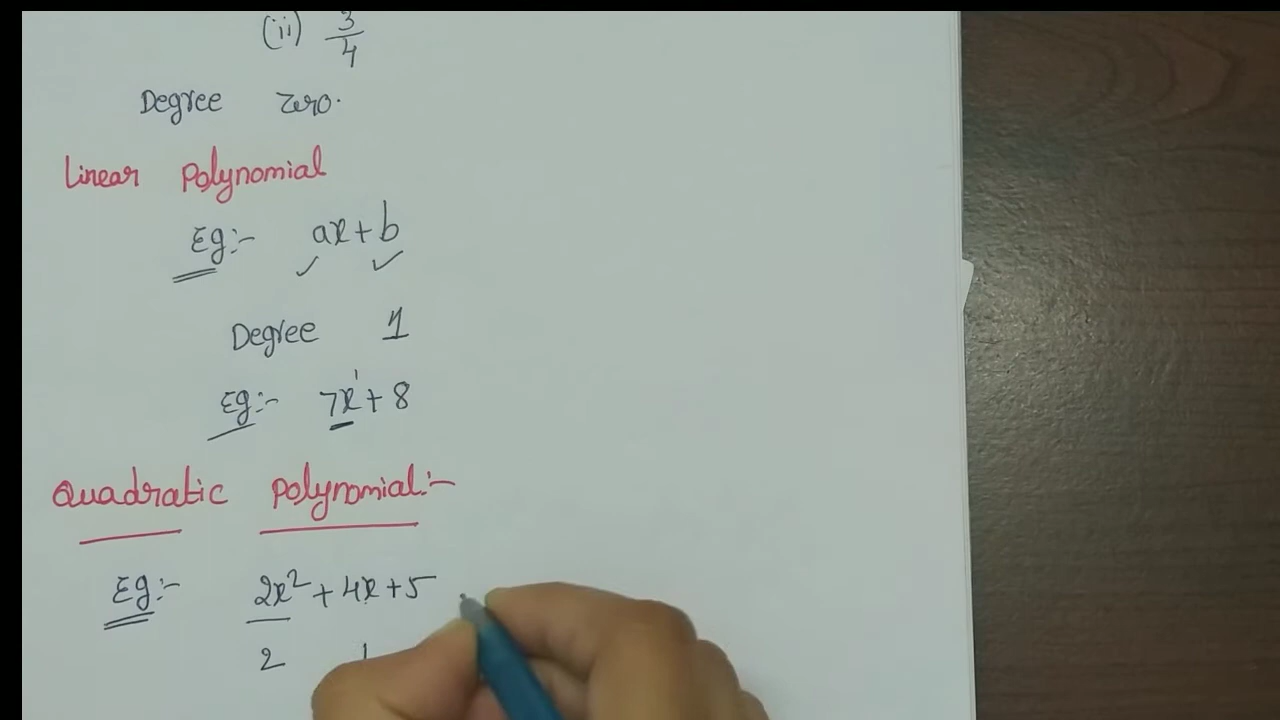 (ii) 3/4
Degree zero.
Linear Polynomial
Eg:- ax + b
Degree 1
Eg:- 7x¹ + 8
Quadratic Polynomial:-
Eg:- 2x² + 4x + 5
2 1